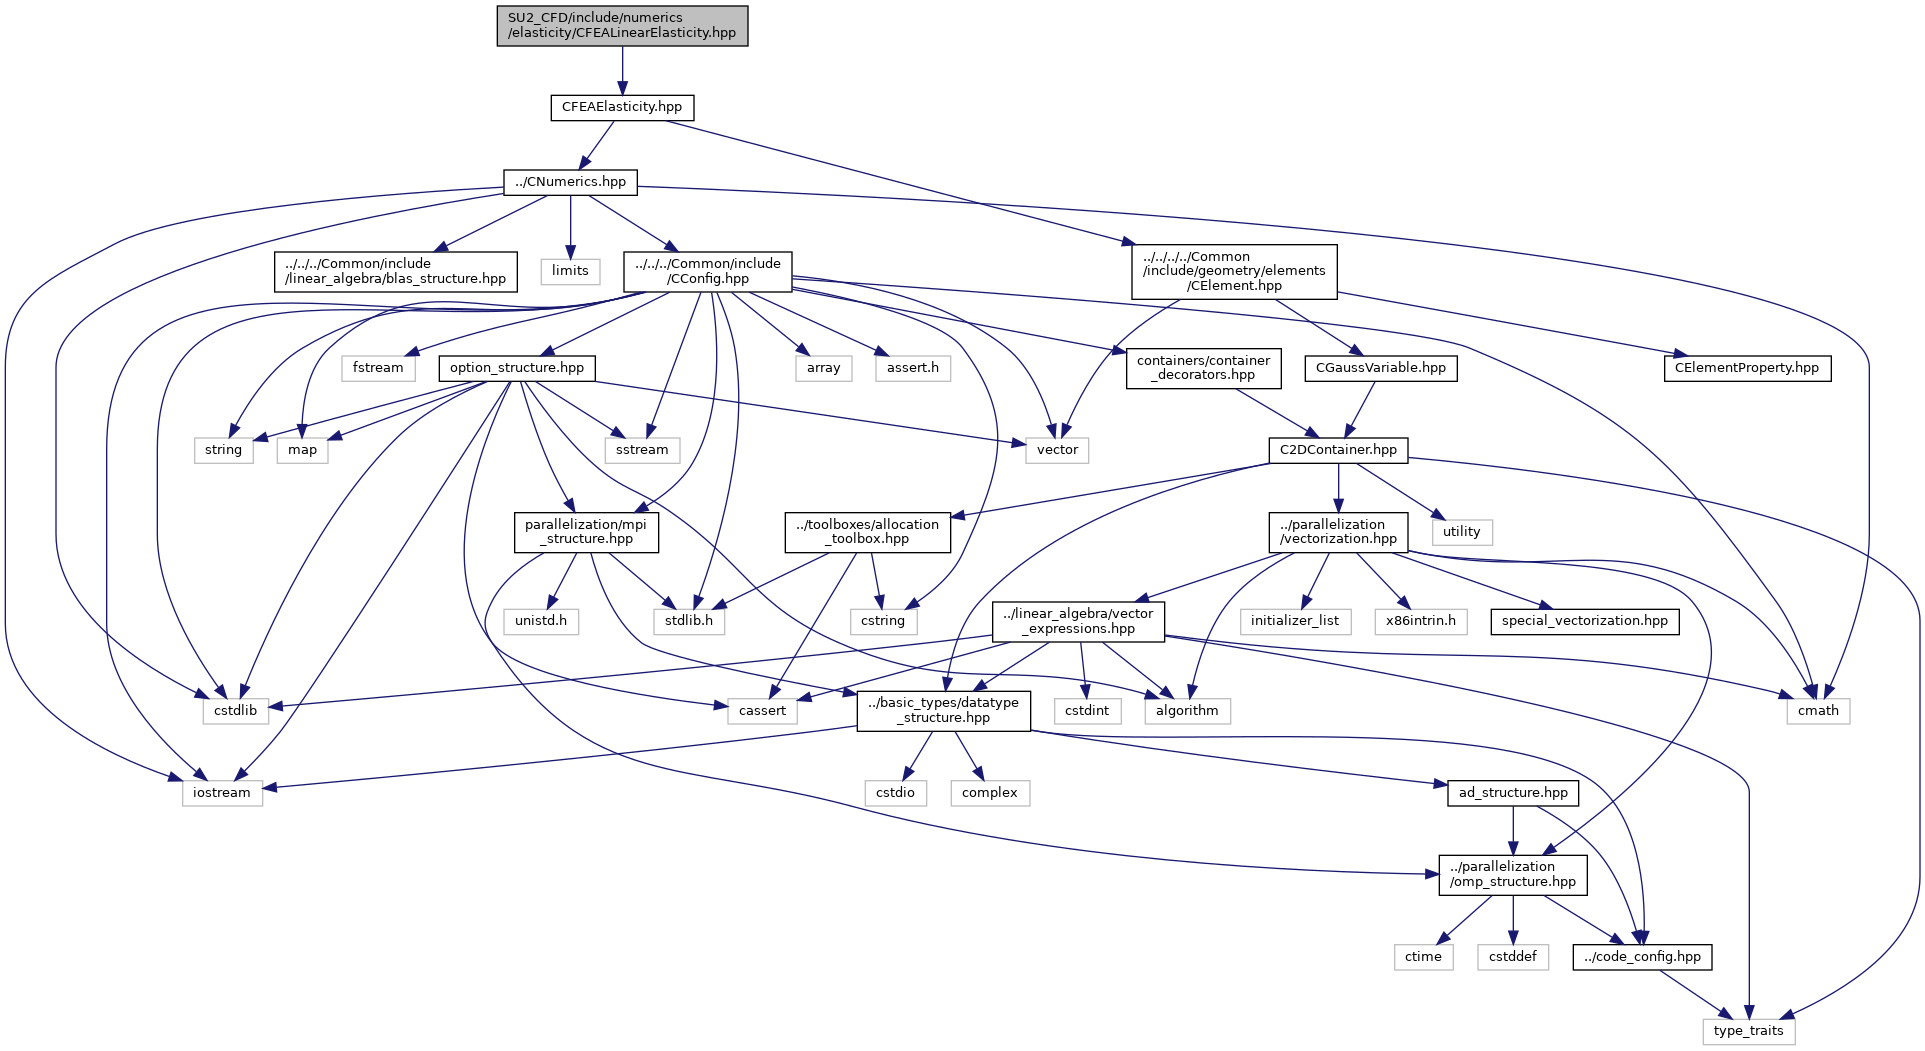 SU2_CFD/include/numerics
/elasticity/CFEALinearElasticity.hpp
CFEAElasticity.hpp
../CNumerics.hpp
../../../Common/include
/linear_algebra/blas_structure.hpp
limits
../../../Common/include
/CConfig.hpp
../../../../Common
/include/geometry/elements
/CElement.hpp
fstream
option_structure.hpp
array
assert.h
containers/container
_decorators.hpp
CGaussVariable.hpp
CElementProperty.hpp
string
map
sstream
vector
C2DContainer.hpp
parallelization/mpi
_structure.hpp
../toolboxes/allocation
_toolbox.hpp
../parallelization
/vectorization.hpp
utility
unistd.h
stdlib.h
cstring
../linear_algebra/vector
_expressions.hpp
initializer_list
x86intrin.h
special_vectorization.hpp
cstdlib
cassert
../basic_types/datatype
_structure.hpp
cstdint
algorithm
cmath
iostream
cstdio
complex
ad_structure.hpp
../parallelization
/omp_structure.hpp
ctime
cstddef
../code_config.hpp
type_traits